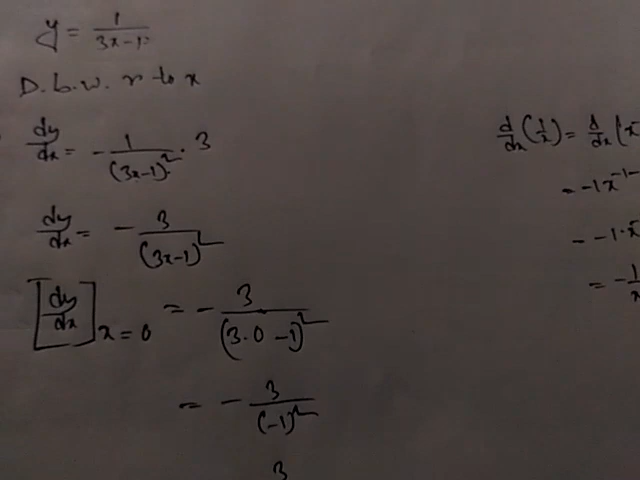 y = 1/(3x-1)
D. b. w. r to x
dy/dx = - 1/(3x-1)² · 3
dy/dx = - 3/(3x-1)²
[dy/dx] x=0 = - 3/(3·0 -1)²
= - 3/(-1)²
3
d/dx (1/x) = d/dx (x
= -1x⁻¹⁻
= -1·x
= - 1/x